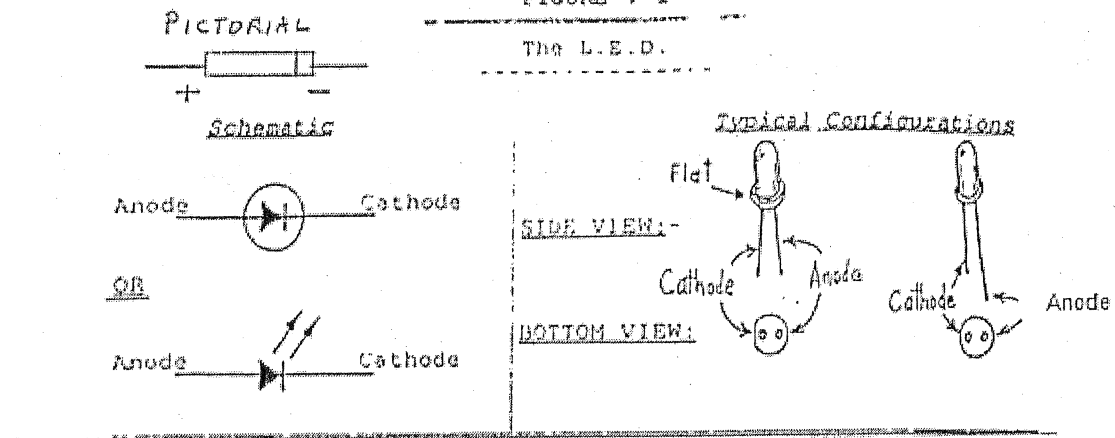 PICTORIAL
The L.E.D.
+ -
Schematic
Typical Configurations
Flat
Anode Cathode
SIDE VIEW:-
Cathode Anode
OR
Cathode Anode
BOTTOM VIEW:
Anode Cathode